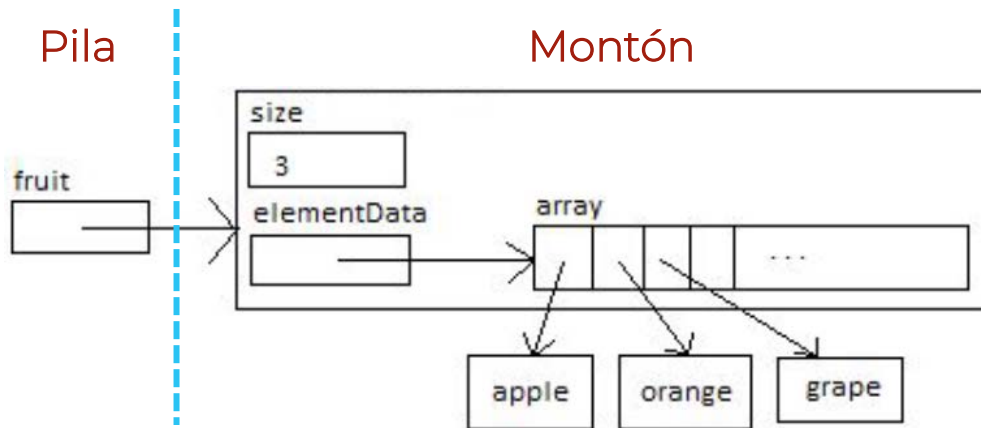 Pila
Montón
size
3
fruit
elementData
array
...
apple
orange
grape